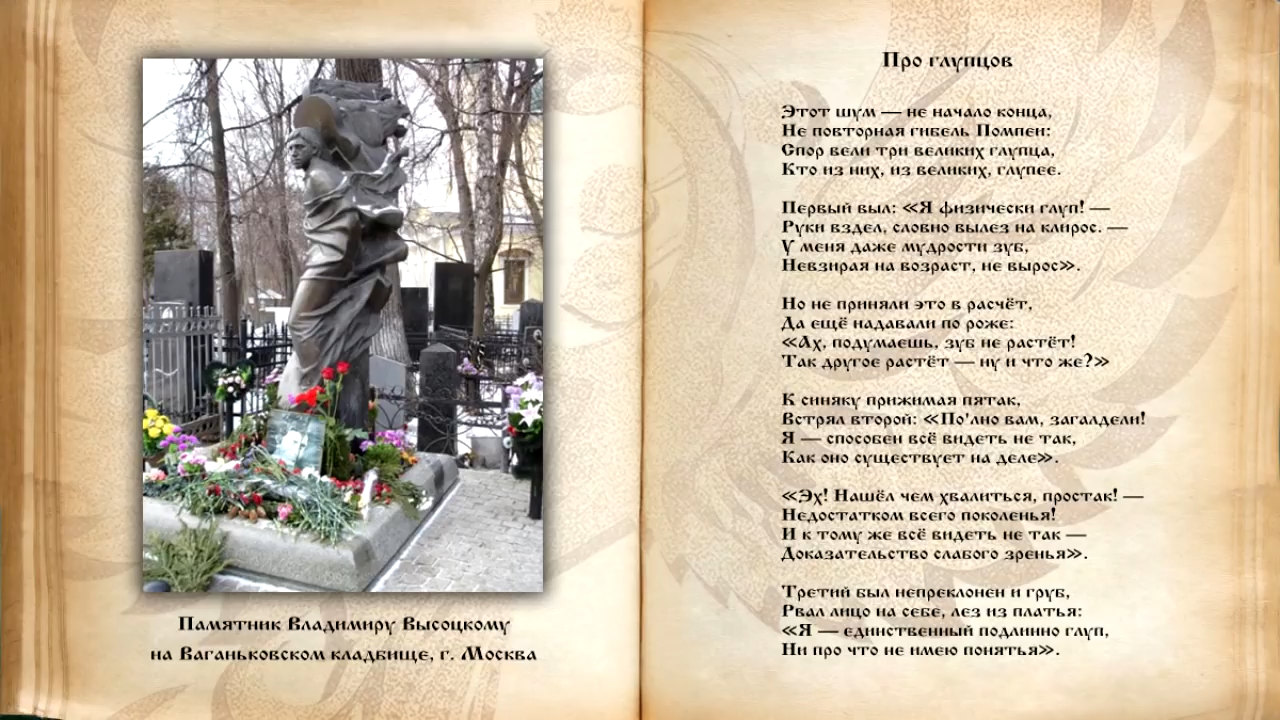 Памятник Владимиру Высоцкому
на Ваганьковском кладбище, г. Москва
Про глупцов
Этот шум — не начало конца,
Не повторная гибель Помпеи:
Спор вели три великих глупца,
Кто из них, из великих, глупее.
Первый выл: «Я физически глуп! —
Руки вздел, словно вылез на клирос. —
У меня даже мудрости зуб,
Невзирая на возраст, не вырос».
Но не приняли это в расчёт,
Да ещё надавали по роже:
«Ах, подумаешь, зуб не растёт!
Так другое растёт — ну и что же?»
К синяку прижимая пятак,
Встрял второй: «По'лно вам, загалдели!
Я — способен всё видеть не так,
Как оно существует на деле».
«Эх! Нашёл чем хвалиться, простак! —
Недостатком всего поколенья!
И к тому же всё видеть не так —
Доказательство слабого зренья».
Третий был непреклонен и груб,
Рвал лицо на себе, лез из платья:
«Я — единственный подлинно глуп,
Ни про что не имею понятья».